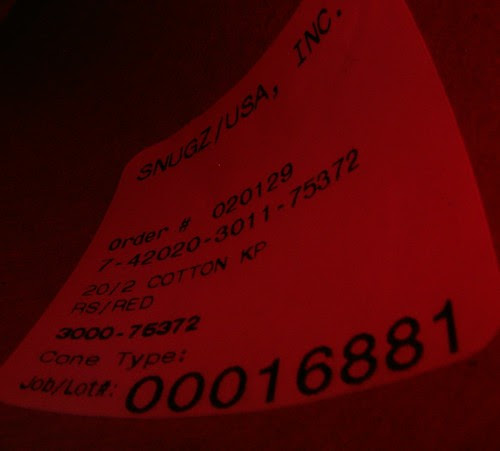 SNUGZ/USA, INC.
Order # 020129
7-42020-3011-75372
20/2 COTTON KP
RS/RED
3000-75372
Cone Type:
Job/Lot#: 00016881